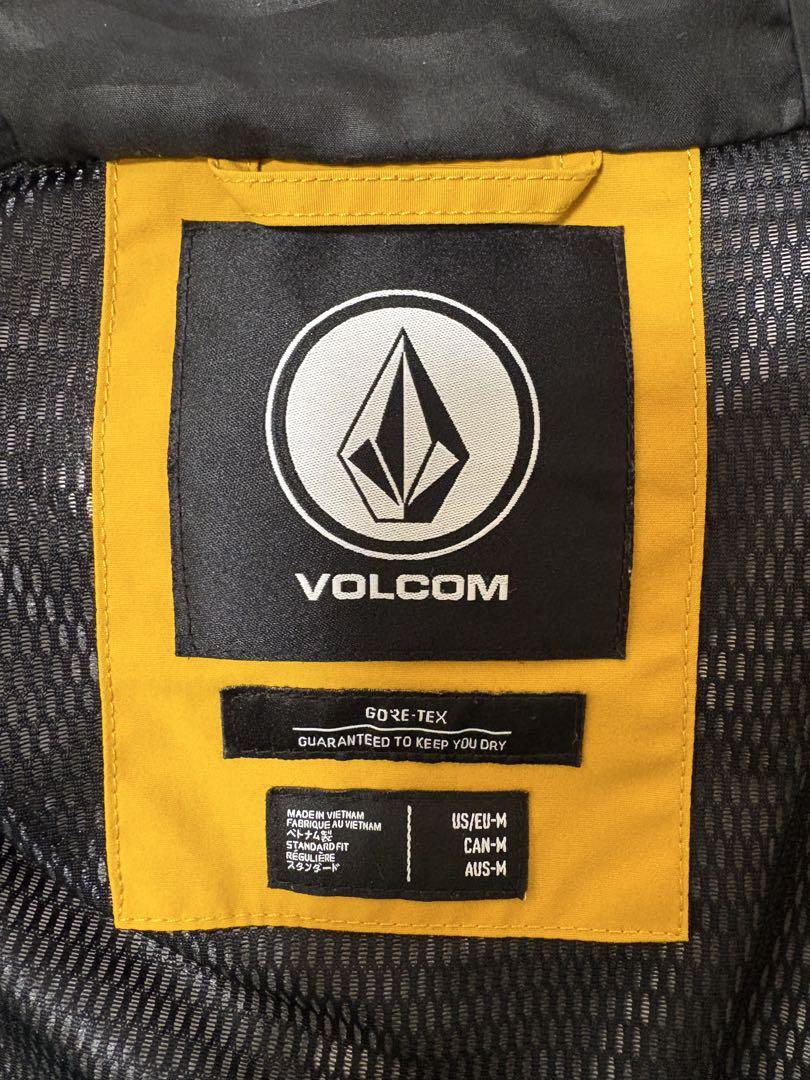 VOLCOM
GORE-TEX
GUARANTEED TO KEEP YOU DRY
MADE IN VIETNAM
FABRIQUE AU VIETNAM
ベトナム製
STANDARD FIT
RÉGULIÈRE
スタンダード
US/EU-M
CAN-M
AUS-M